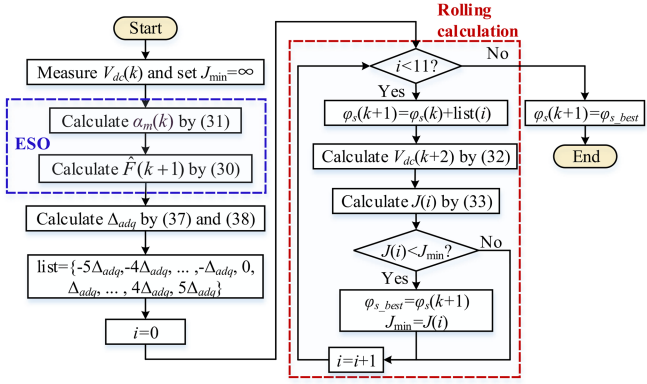 Start
Measure V_dc(k) and set J_min=∞
Calculate α_m(k) by (31)
ESO
Calculate F̂(k+1) by (30)
Calculate Δ_adq by (37) and (38)
list={-5Δ_adq,-4Δ_adq, ... ,-Δ_adq, 0,
Δ_adq, ... , 4Δ_adq, 5Δ_adq}
i=0
Rolling
calculation
i<11?
No
Yes
φ_s(k+1)=φ_s(k)+list(i)
Calculate V_dc(k+2) by (32)
Calculate J(i) by (33)
J(i)<J_min?
No
Yes
φ_s_best=φ_s(k+1)
J_min=J(i)
i=i+1
φ_s(k+1)=φ_s_best
End